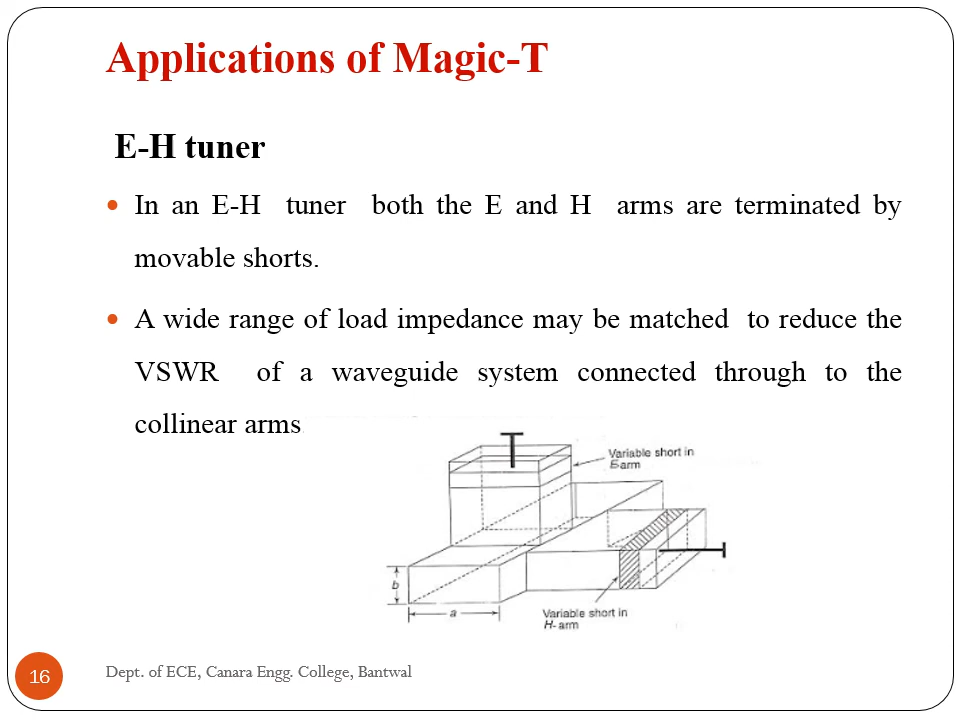 Applications of Magic-T
E-H tuner
In an E-H tuner both the E and H arms are terminated by
movable shorts.
A wide range of load impedance may be matched to reduce the
VSWR of a waveguide system connected through to the
collinear arms
Variable short in
E-arm
b
a
Variable short in
H-arm
16
Dept. of ECE, Canara Engg. College, Bantwal